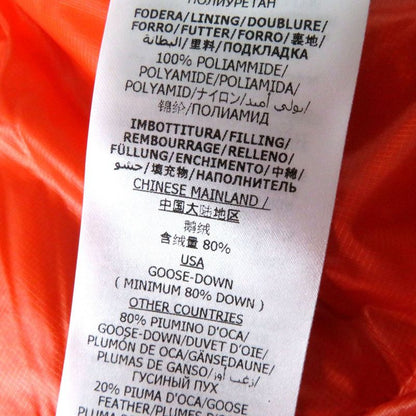 ПОЛИУРЕТАН
FODERA/LINING/DOUBLURE/
FORRO/FUTTER/FORRO/裏地/
البطانة/里料/ПОДКЛАДКА
100% POLIAMMIDE/
POLYAMIDE/POLIAMIDA/
POLYAMID/ナイロン/بولي أميد/
锦纶/ПОЛИАМИД
IMBOTTITURA/FILLING/
REMBOURRAGE/RELLENO/
FÜLLUNG/ENCHIMENTO/中綿/
حشو/填充物/НАПОЛНИТЕЛЬ
CHINESE MAINLAND/
中国大陆地区
鹅绒
含绒量 80%
USA
GOOSE-DOWN
( MINIMUM 80% DOWN )
OTHER COUNTRIES
80% PIUMINO D'OCA/
GOOSE-DOWN/DUVET D'OIE/
PLUMÓN DE OCA/GÄNSEDAUNE/
PLUMAS DE GANSO/زغب أوز/
ГУСИНЫЙ ПУХ
20% PIUMA D'OCA/GOOSE
FEATHER/PLUMES